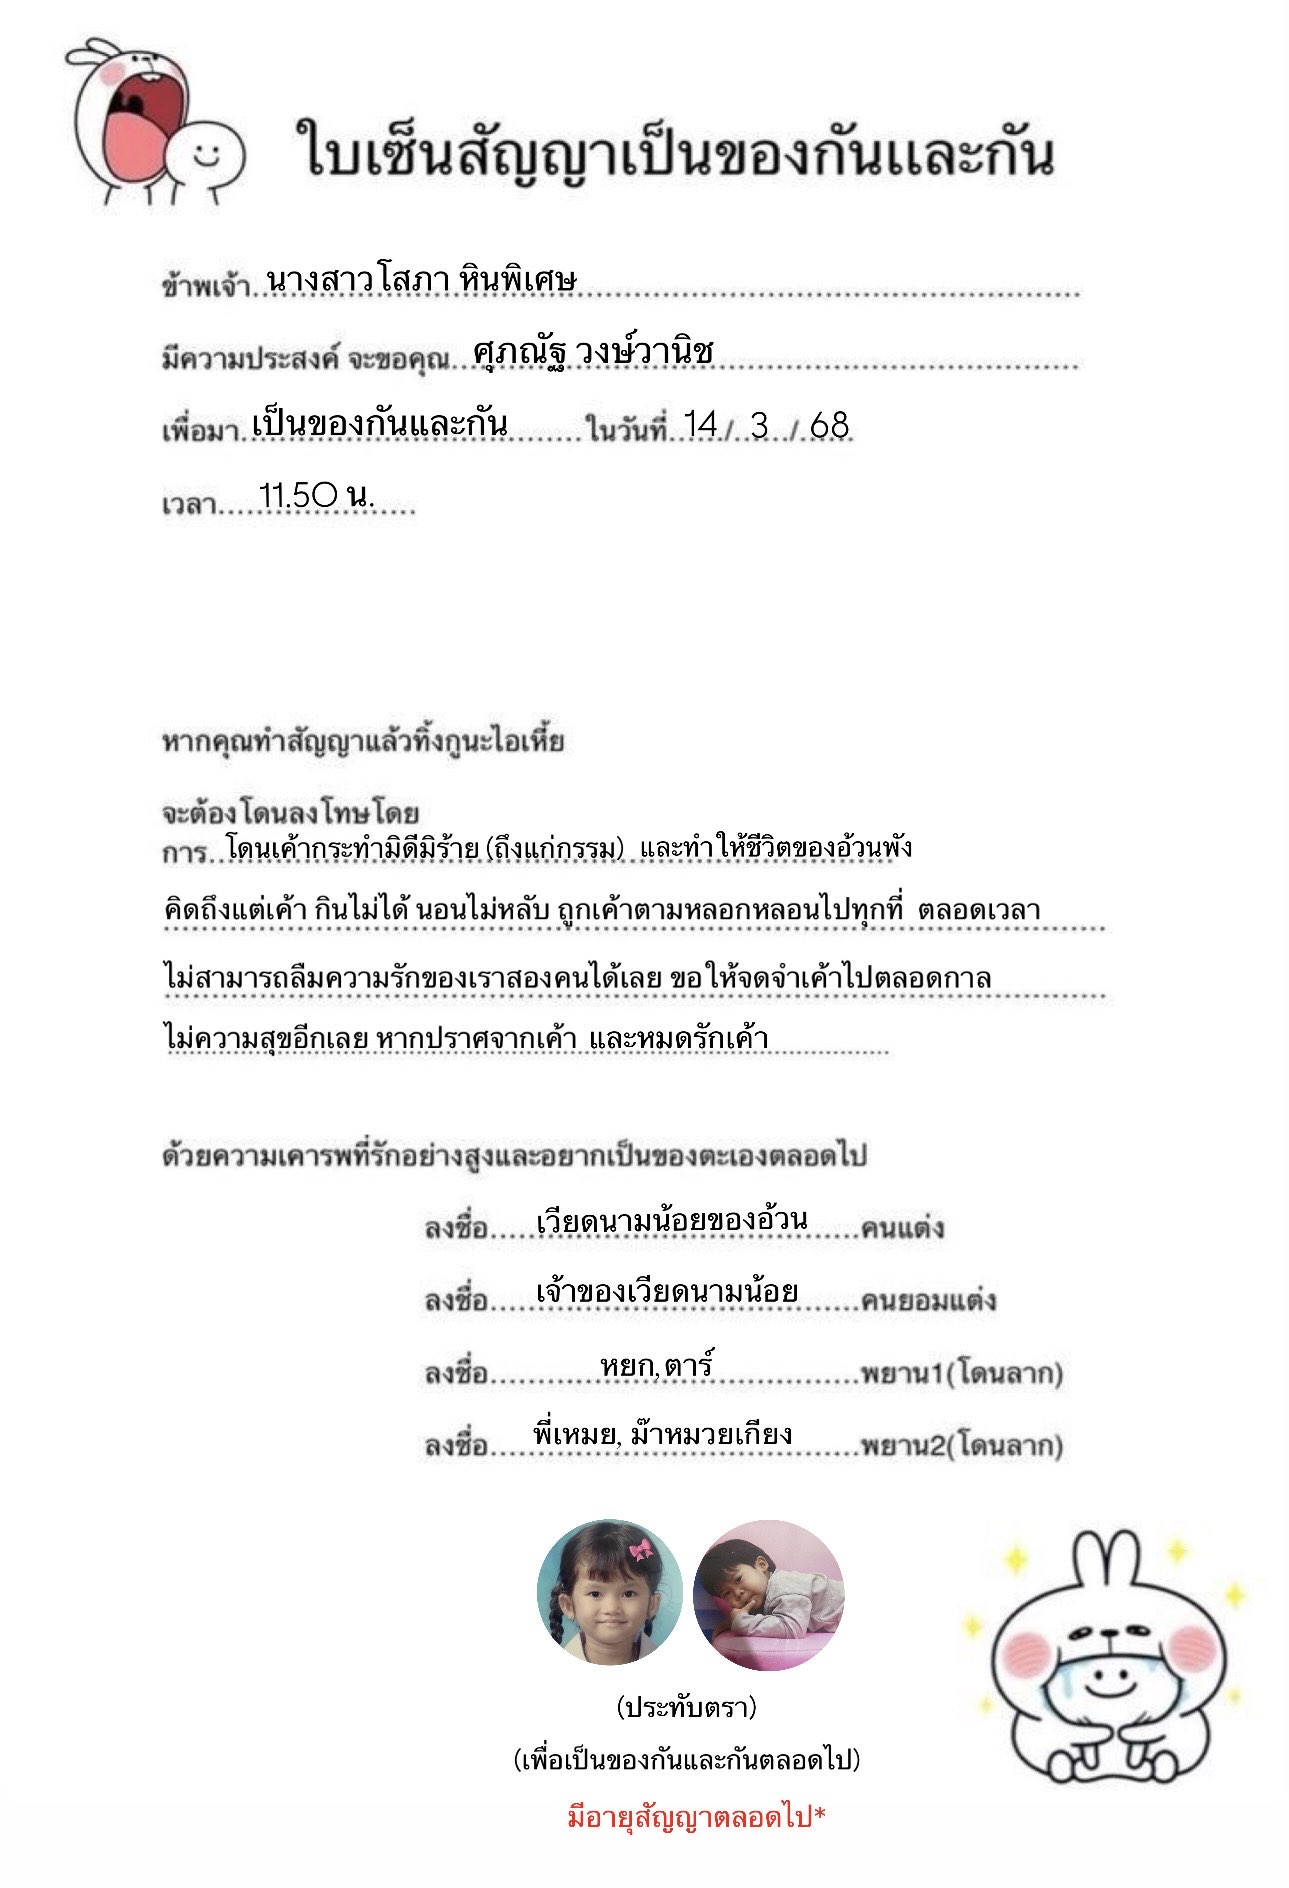 ใบเซ็นสัญญาเป็นของกันและกัน
ข้าพเจ้า..นางสาวโสภา หินพิเศษ
มีความประสงค์ จะขอคุณ...ศุภณัฐ วงษ์วานิช
เพื่อมา..เป็นของกันและกัน........ในวันที่...14./..3../.68
เวลา....11.50 น.....
หากคุณทำสัญญาแล้วทิ้งกูนะไอเหี้ย
จะต้องโดนลงโทษโดย
การ..โดนเค้ากระทำมิดีมิร้าย (ถึงแก่กรรม) และทำให้ชีวิตของอ้วนพัง
คิดถึงแต่เค้า กินไม่ได้ นอนไม่หลับ ถูกเค้าตามหลอกหลอนไปทุกที่ ตลอดเวลา
ไม่สามารถลืมความรักของเราสองคนได้เลย ขอให้จดจำเค้าไปตลอดกาล
ไม่ความสุขอีกเลย หากปราศจากเค้า และหมดรักเค้า
ด้วยความเคารพที่รักอย่างสูงและอยากเป็นของตะเองตลอดไป
ลงชื่อ.....เวียดนามน้อยของอ้วน.....คนแต่ง
ลงชื่อ.....เจ้าของเวียดนามน้อย......คนยอมแต่ง
ลงชื่อ............หยก, ตาร์...............พยาน1(โดนลาก)
ลงชื่อ.....พี่เหมย, ม๊าหมวยเกียง.......พยาน2(โดนลาก)
(ประทับตรา)
(เพื่อเป็นของกันและกันตลอดไป)
มีอายุสัญญาตลอดไป*